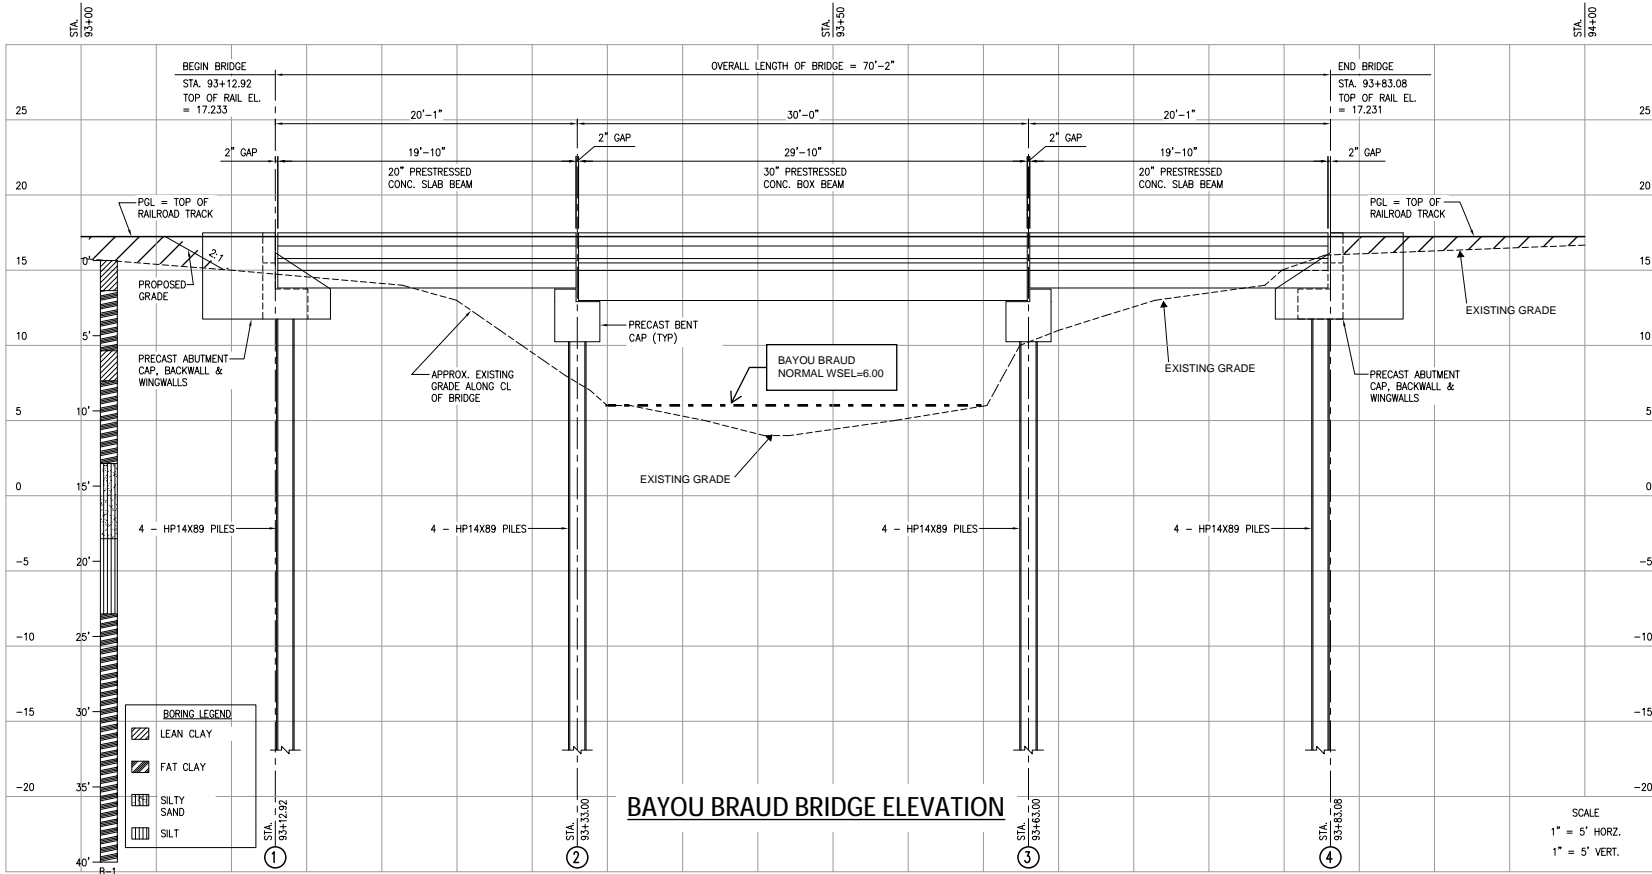 STA.
93+00
STA.
93+50
STA.
94+00
BEGIN BRIDGE
STA. 93+12.92
TOP OF RAIL EL.
= 17.233
OVERALL LENGTH OF BRIDGE = 70'-2"
END BRIDGE
STA. 93+83.08
TOP OF RAIL EL.
= 17.231
20'-1"
30'-0"
20'-1"
2" GAP
19'-10"
2" GAP
29'-10"
2" GAP
19'-10"
2" GAP
20" PRESTRESSED
CONC. SLAB BEAM
30" PRESTRESSED
CONC. BOX BEAM
20" PRESTRESSED
CONC. SLAB BEAM
PGL = TOP OF
RAILROAD TRACK
PGL = TOP OF
RAILROAD TRACK
2:1
PROPOSED
GRADE
PRECAST ABUTMENT
CAP, BACKWALL &
WINGWALLS
APPROX. EXISTING
GRADE ALONG CL
OF BRIDGE
PRECAST BENT
CAP (TYP)
BAYOU BRAUD
NORMAL WSEL=6.00
EXISTING GRADE
EXISTING GRADE
EXISTING GRADE
PRECAST ABUTMENT
CAP, BACKWALL &
WINGWALLS
4 - HP14X89 PILES
4 - HP14X89 PILES
4 - HP14X89 PILES
4 - HP14X89 PILES
25
20
15
10
5
0
-5
-10
-15
-20
0'
5'
10'
15'
20'
25'
30'
35'
40'
B-1
25
20
15
10
5
0
-5
-10
-15
-20
BORING LEGEND
LEAN CLAY
FAT CLAY
SILTY
SAND
SILT
STA.
93+12.92
1
STA.
93+33.00
2
STA.
93+63.00
3
STA.
93+83.08
4
BAYOU BRAUD BRIDGE ELEVATION
SCALE
1" = 5' HORZ.
1" = 5' VERT.